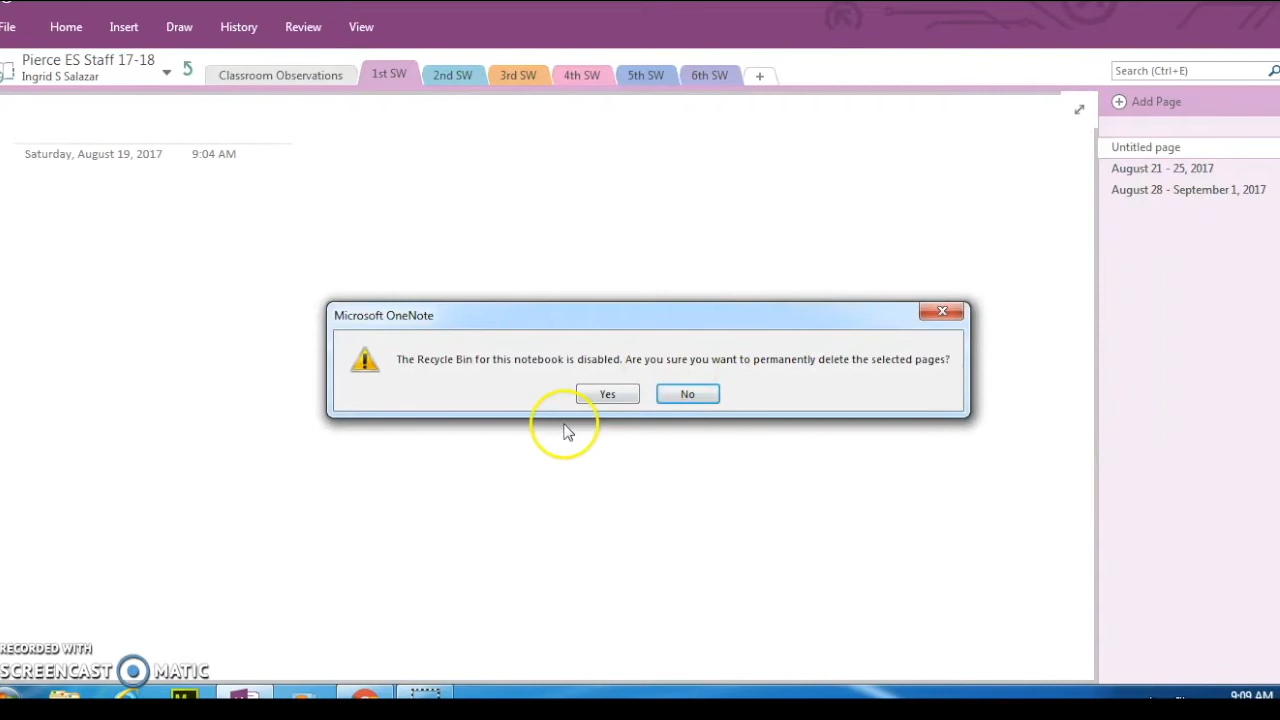 File Home Insert Draw History Review View
Pierce ES Staff 17-18
Ingrid S Salazar
Classroom Observations 1st SW 2nd SW 3rd SW 4th SW 5th SW 6th SW +
Search (Ctrl+E)
Add Page
Saturday, August 19, 2017 9:04 AM
Untitled page
August 21 - 25, 2017
August 28 - September 1, 2017
Microsoft OneNote
The Recycle Bin for this notebook is disabled. Are you sure you want to permanently delete the selected pages?
Yes No
RECORDED WITH
SCREENCAST MATIC
9:09 AM